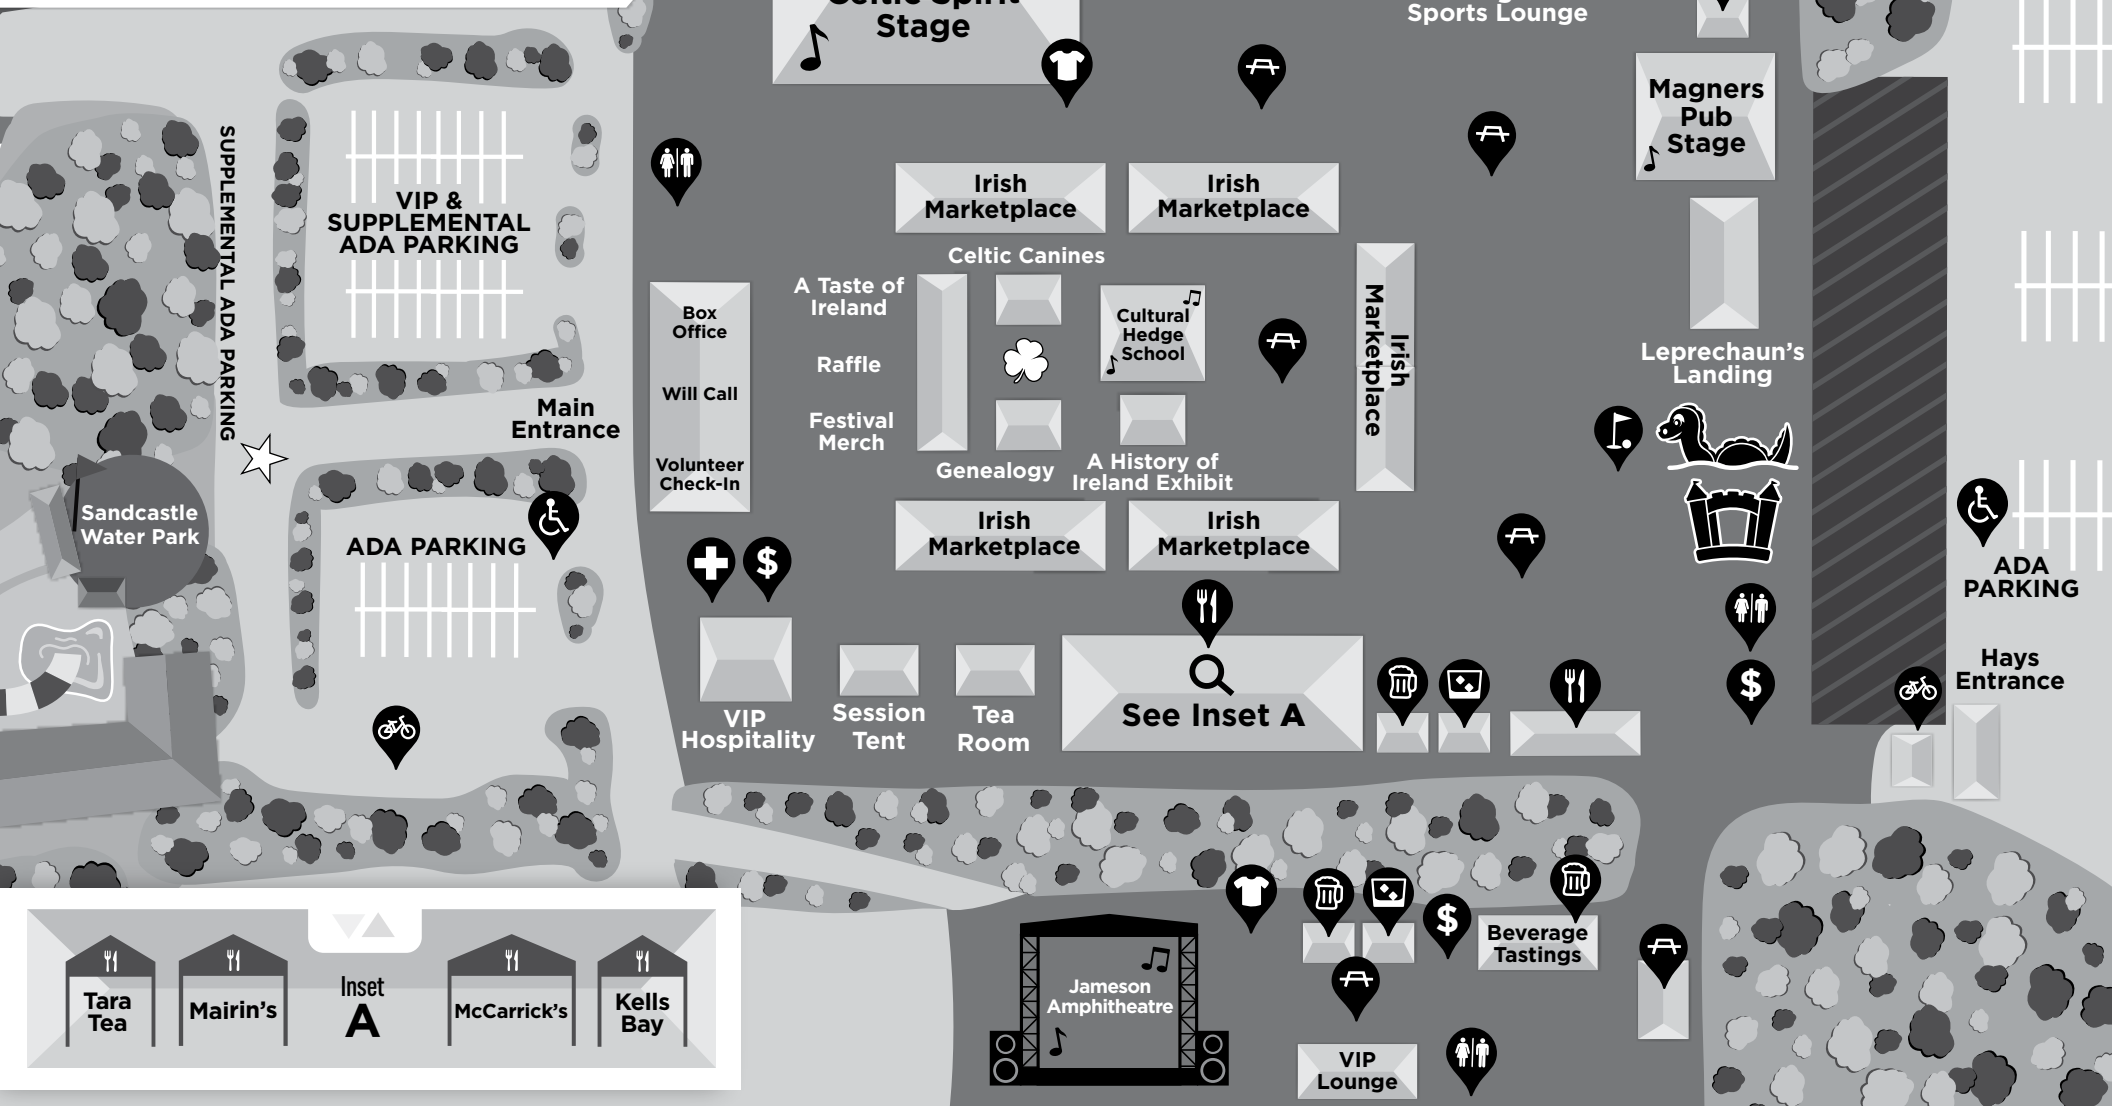 Stage
Sports Lounge
Magners
Pub
Stage
SUPPLEMENTAL ADA PARKING
VIP &
SUPPLEMENTAL
ADA PARKING
Irish
Marketplace
Irish
Marketplace
Celtic Canines
A Taste of
Ireland
Raffle
Festival
Merch
Cultural
Hedge
School
Irish
Marketplace
Genealogy
A History of
Ireland Exhibit
Box
Office
Will Call
Volunteer
Check-In
Main
Entrance
Leprechaun's
Landing
Sandcastle
Water Park
ADA PARKING
Irish
Marketplace
Irish
Marketplace
$
ADA
PARKING
Hays
Entrance
VIP
Hospitality
Session
Tent
Tea
Room
See Inset A
$
$
Beverage
Tastings
Jameson
Amphitheatre
VIP
Lounge
Tara
Tea
Mairin's
Inset
A
McCarrick's
Kells
Bay